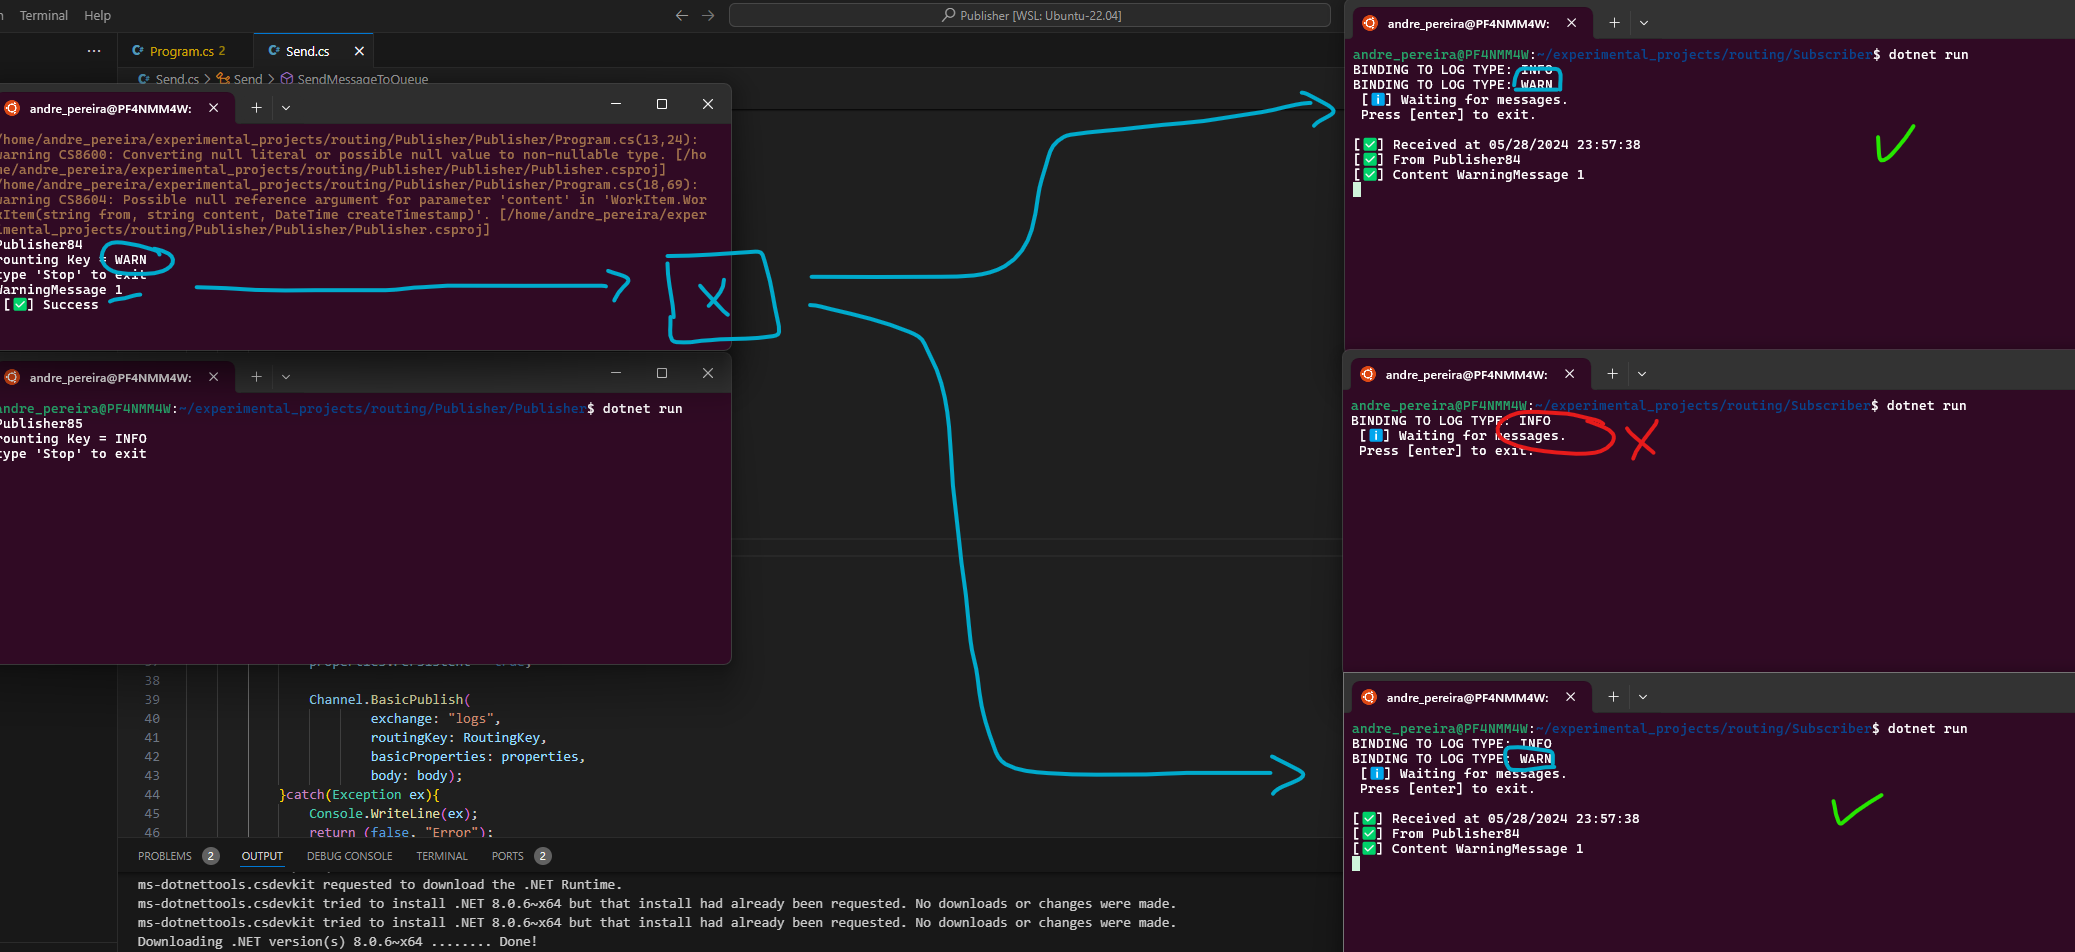 Terminal Help
Publisher [WSL: Ubuntu-22.04]
Program.cs 2
Send.cs
Send.cs > Send > SendMessageToQueue
andre_pereira@PF4NMM4W:
/home/andre_pereira/experimental_projects/routing/Publisher/Publisher/Program.cs(13,24):
warning CS8600: Converting null literal or possible null value to non-nullable type. [/ho
me/andre_pereira/experimental_projects/routing/Publisher/Publisher/Publisher.csproj]
/home/andre_pereira/experimental_projects/routing/Publisher/Publisher/Program.cs(18,69):
warning CS8604: Possible null reference argument for parameter 'content' in 'WorkItem.Wor
kItem(string from, string content, DateTime createTimestamp)'. [/home/andre_pereira/exper
imental_projects/routing/Publisher/Publisher/Publisher.csproj]
Publisher84
rounting Key = WARN
type 'Stop' to exit
WarningMessage 1
[✅] Success
X
andre_pereira@PF4NMM4W:
andre_pereira@PF4NMM4W:~/experimental_projects/routing/Publisher/Publisher$ dotnet run
Publisher85
rounting Key = INFO
type 'Stop' to exit
38
39 Channel.BasicPublish(
40 exchange: "logs",
41 routingKey: RoutingKey,
42 basicProperties: properties,
43 body: body);
44 }catch(Exception ex){
45 Console.WriteLine(ex);
46 return (false, "Error");
PROBLEMS 2 OUTPUT DEBUG CONSOLE TERMINAL PORTS 2
ms-dotnettools.csdevkit requested to download the .NET Runtime.
ms-dotnettools.csdevkit tried to install .NET 8.0.6~x64 but that install had already been requested. No downloads or changes were made.
ms-dotnettools.csdevkit tried to install .NET 8.0.6~x64 but that install had already been requested. No downloads or changes were made.
Downloading .NET version(s) 8.0.6~x64 ........ Done!
andre_pereira@PF4NMM4W:
andre_pereira@PF4NMM4W:~/experimental_projects/routing/Subscriber$ dotnet run
BINDING TO LOG TYPE: INFO
BINDING TO LOG TYPE: WARN
[ℹ️] Waiting for messages.
Press [enter] to exit.
[✅] Received at 05/28/2024 23:57:38
[✅] From Publisher84
[✅] Content WarningMessage 1
andre_pereira@PF4NMM4W:
andre_pereira@PF4NMM4W:~/experimental_projects/routing/Subscriber$ dotnet run
BINDING TO LOG TYPE: INFO
[ℹ️] Waiting for messages.
Press [enter] to exit.
X
andre_pereira@PF4NMM4W:
andre_pereira@PF4NMM4W:~/experimental_projects/routing/Subscriber$ dotnet run
BINDING TO LOG TYPE: INFO
BINDING TO LOG TYPE: WARN
[ℹ️] Waiting for messages.
Press [enter] to exit.
[✅] Received at 05/28/2024 23:57:38
[✅] From Publisher84
[✅] Content WarningMessage 1